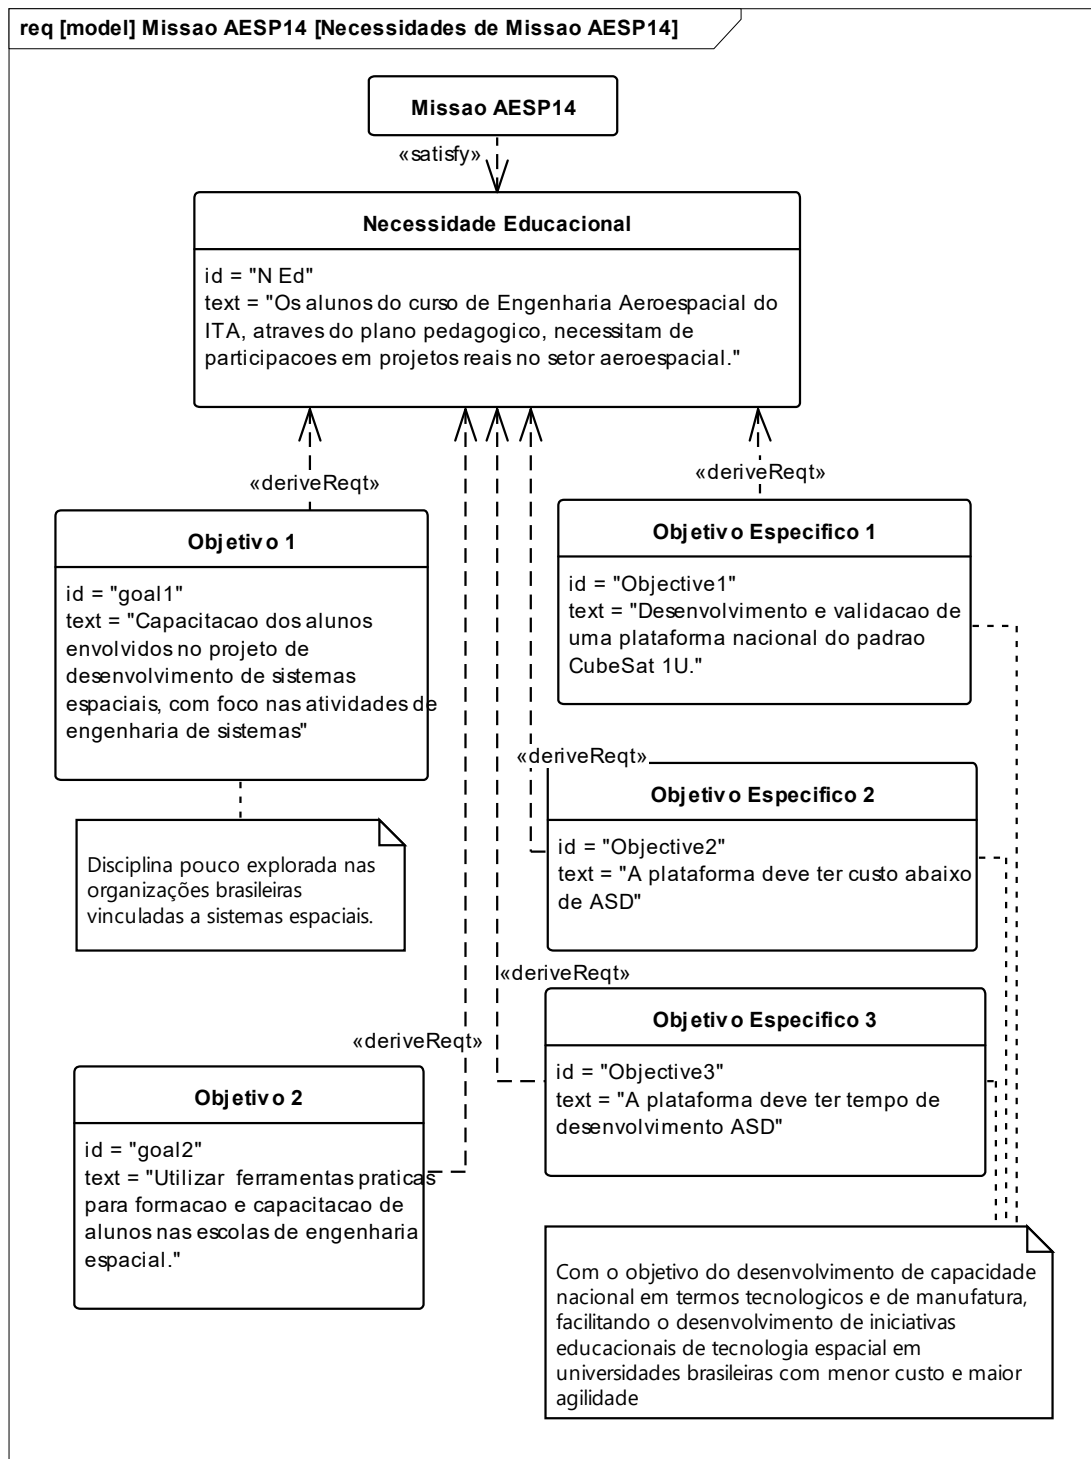 req [model] Missao AESP14 [Necessidades de Missao AESP14]
Missao AESP14
«satisfy»
Necessidade Educacional
id = "N Ed"
text = "Os alunos do curso de Engenharia Aeroespacial do
ITA, atraves do plano pedagogico, necessitam de
participacoes em projetos reais no setor aeroespacial."
«deriveReqt»
«deriveReqt»
Objetivo 1
id = "goal1"
text = "Capacitacao dos alunos
envolvidos no projeto de
desenvolvimento de sistemas
espaciais, com foco nas atividades de
engenharia de sistemas"
Objetivo Especifico 1
id = "Objective1"
text = "Desenvolvimento e validacao de
uma plataforma nacional do padrao
CubeSat 1U."
«deriveReqt»
Objetivo Especifico 2
id = "Objective2"
text = "A plataforma deve ter custo abaixo
de ASD"
Disciplina pouco explorada nas
organizações brasileiras
vinculadas a sistemas espaciais.
«deriveReqt»
Objetivo Especifico 3
id = "Objective3"
text = "A plataforma deve ter tempo de
desenvolvimento ASD"
«deriveReqt»
Objetivo 2
id = "goal2"
text = "Utilizar ferramentas praticas
para formacao e capacitacao de
alunos nas escolas de engenharia
espacial."
Com o objetivo do desenvolvimento de capacidade
nacional em termos tecnologicos e de manufatura,
facilitando o desenvolvimento de iniciativas
educacionais de tecnologia espacial em
universidades brasileiras com menor custo e maior
agilidade